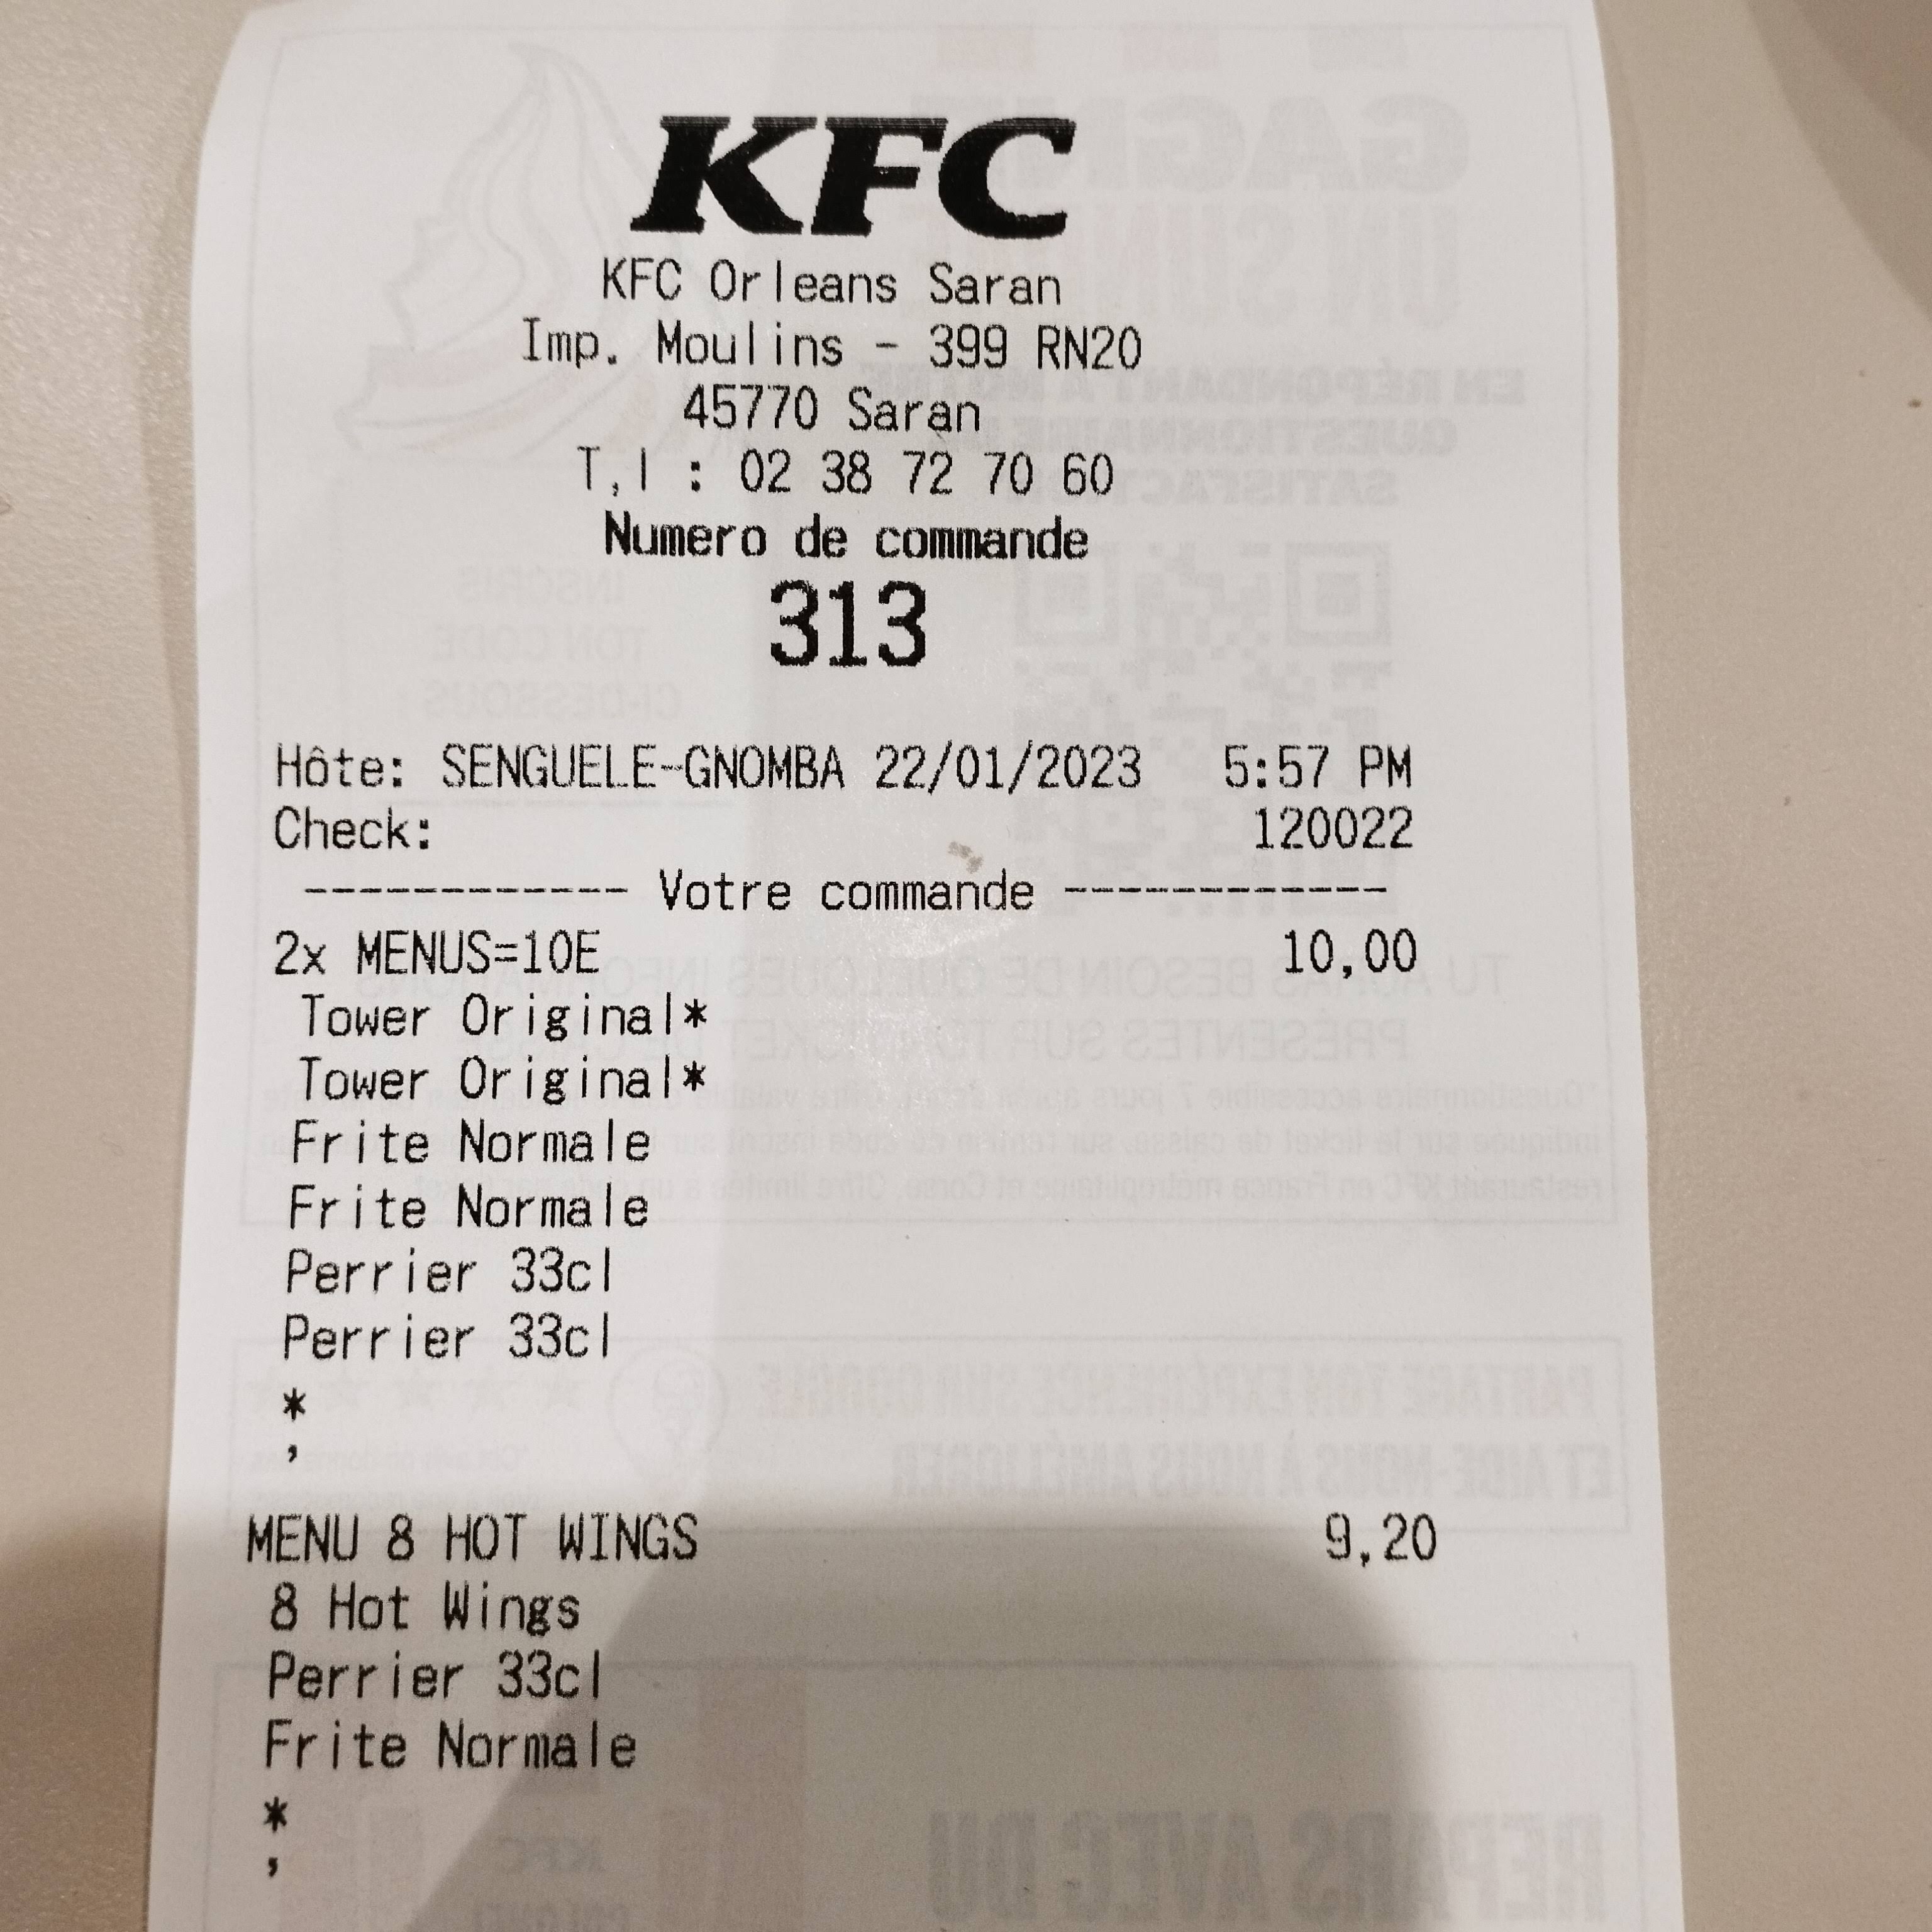 KFC
KFC Orleans Saran
Imp. Moulins - 399 RN20
45770 Saran
T,l : 02 38 72 70 60
Numero de commande
313
Hôte: SENGUELE-GNOMBA 22/01/2023 5:57 PM
Check: 120022
------------ Votre commande ------------
2x MENUS=10E 10,00
Tower Original*
Tower Original*
Frite Normale
Frite Normale
Perrier 33cl
Perrier 33cl
*
,
MENU 8 HOT WINGS 9,20
8 Hot Wings
Perrier 33cl
Frite Normale
*
,